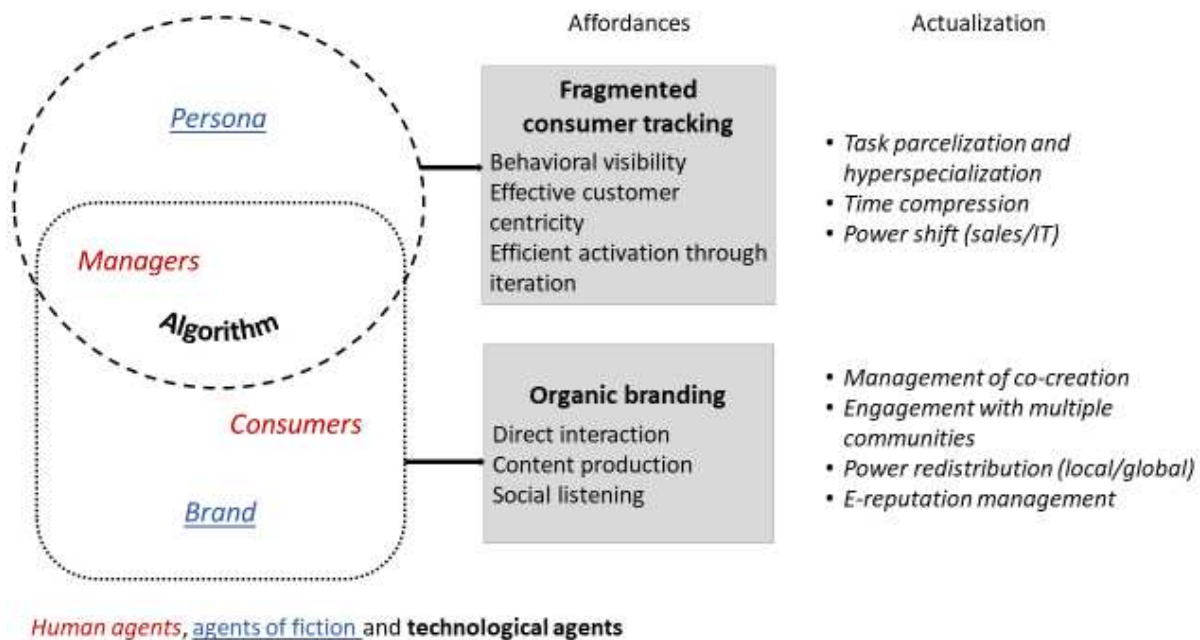 Affordances
Actualization
Persona
Managers
Algorithm
Consumers
Brand
Fragmented
consumer tracking
Behavioral visibility
Effective customer
centricity
Efficient activation through
iteration
• Task parcelization and
hyperspecialization
• Time compression
• Power shift (sales/IT)
Organic branding
Direct interaction
Content production
Social listening
• Management of co-creation
• Engagement with multiple
communities
• Power redistribution (local/global)
• E-reputation management
Human agents, agents of fiction and technological agents